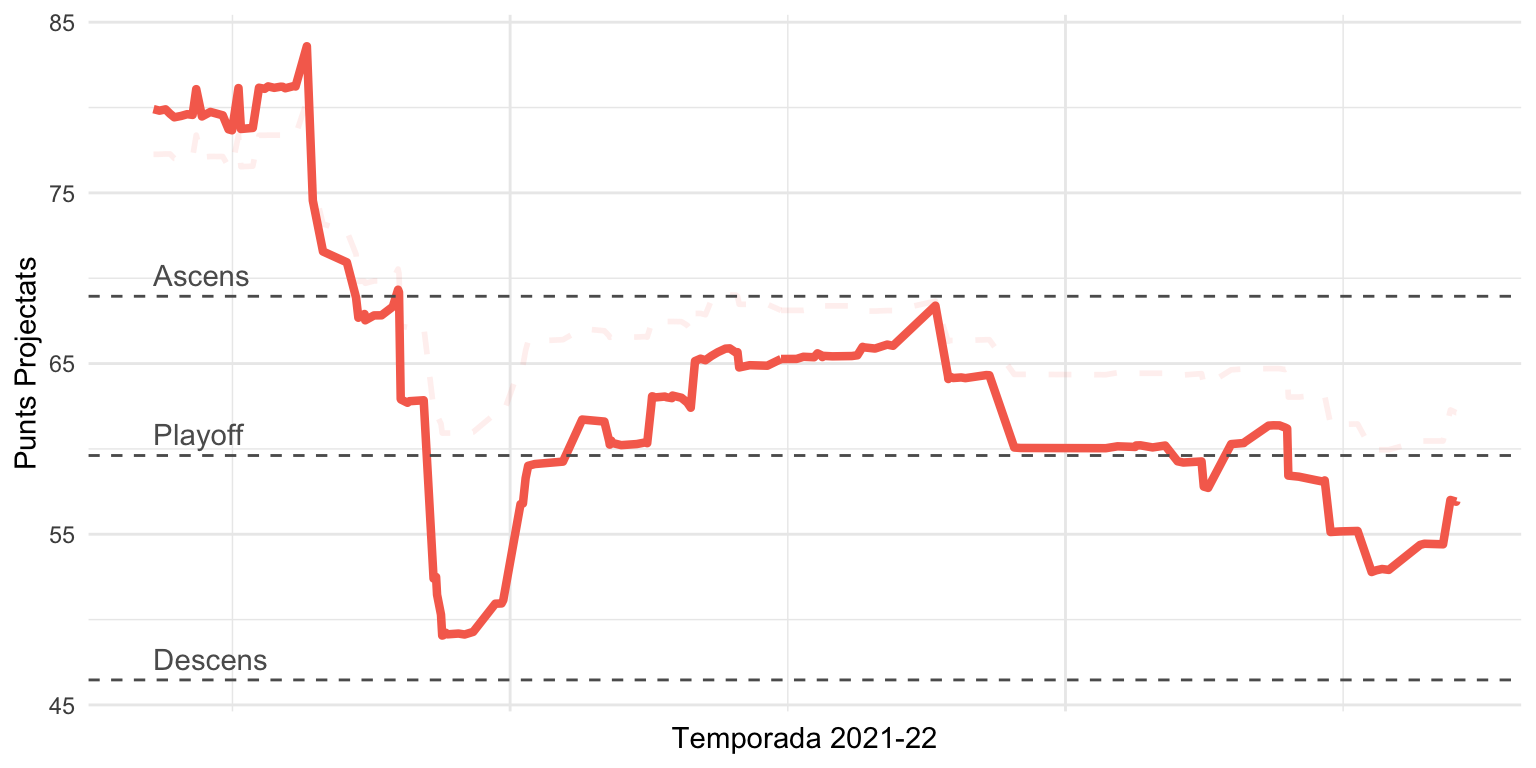 85
75
65
55
45
Punts Projectats
Ascens
Playoff
Descens
Temporada 2021-22